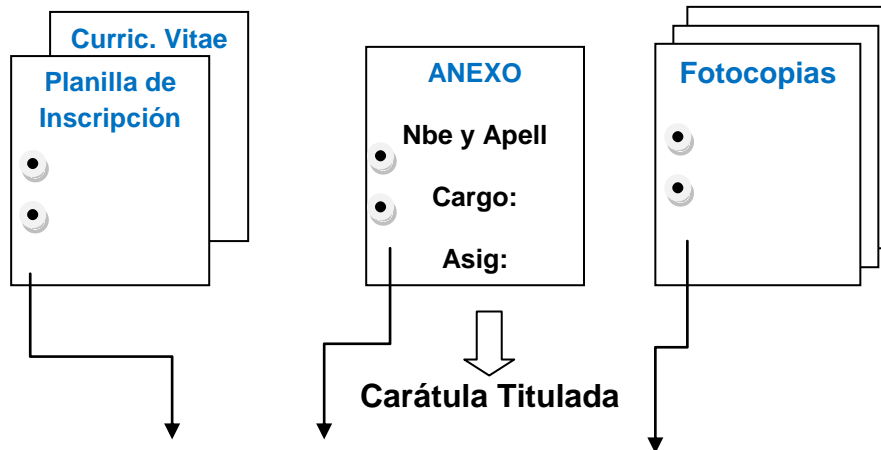 Curric. Vitae
Planilla de
Inscripción
ANEXO
Nbe y Apell
Cargo:
Asig:
Fotocopias
Carátula Titulada